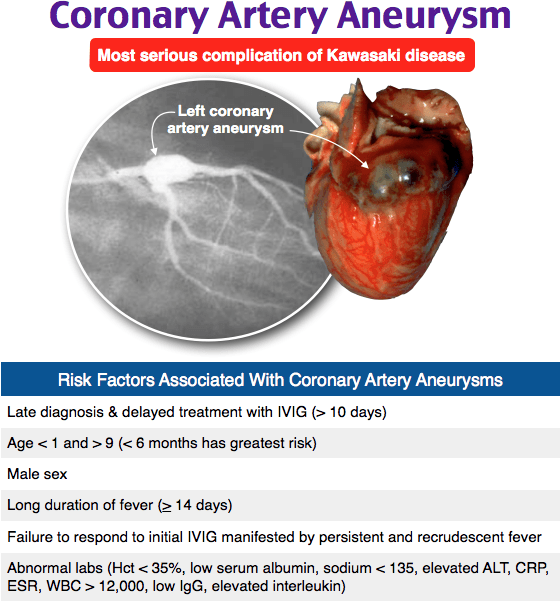 Coronary Artery Aneurysm
Most serious complication of Kawasaki disease
Left coronary
artery aneurysm
Risk Factors Associated With Coronary Artery Aneurysms
Late diagnosis & delayed treatment with IVIG (> 10 days)
Age < 1 and > 9 (< 6 months has greatest risk)
Male sex
Long duration of fever (≥ 14 days)
Failure to respond to initial IVIG manifested by persistent and recrudescent fever
Abnormal labs (Hct < 35%, low serum albumin, sodium < 135, elevated ALT, CRP,
ESR, WBC > 12,000, low IgG, elevated interleukin)